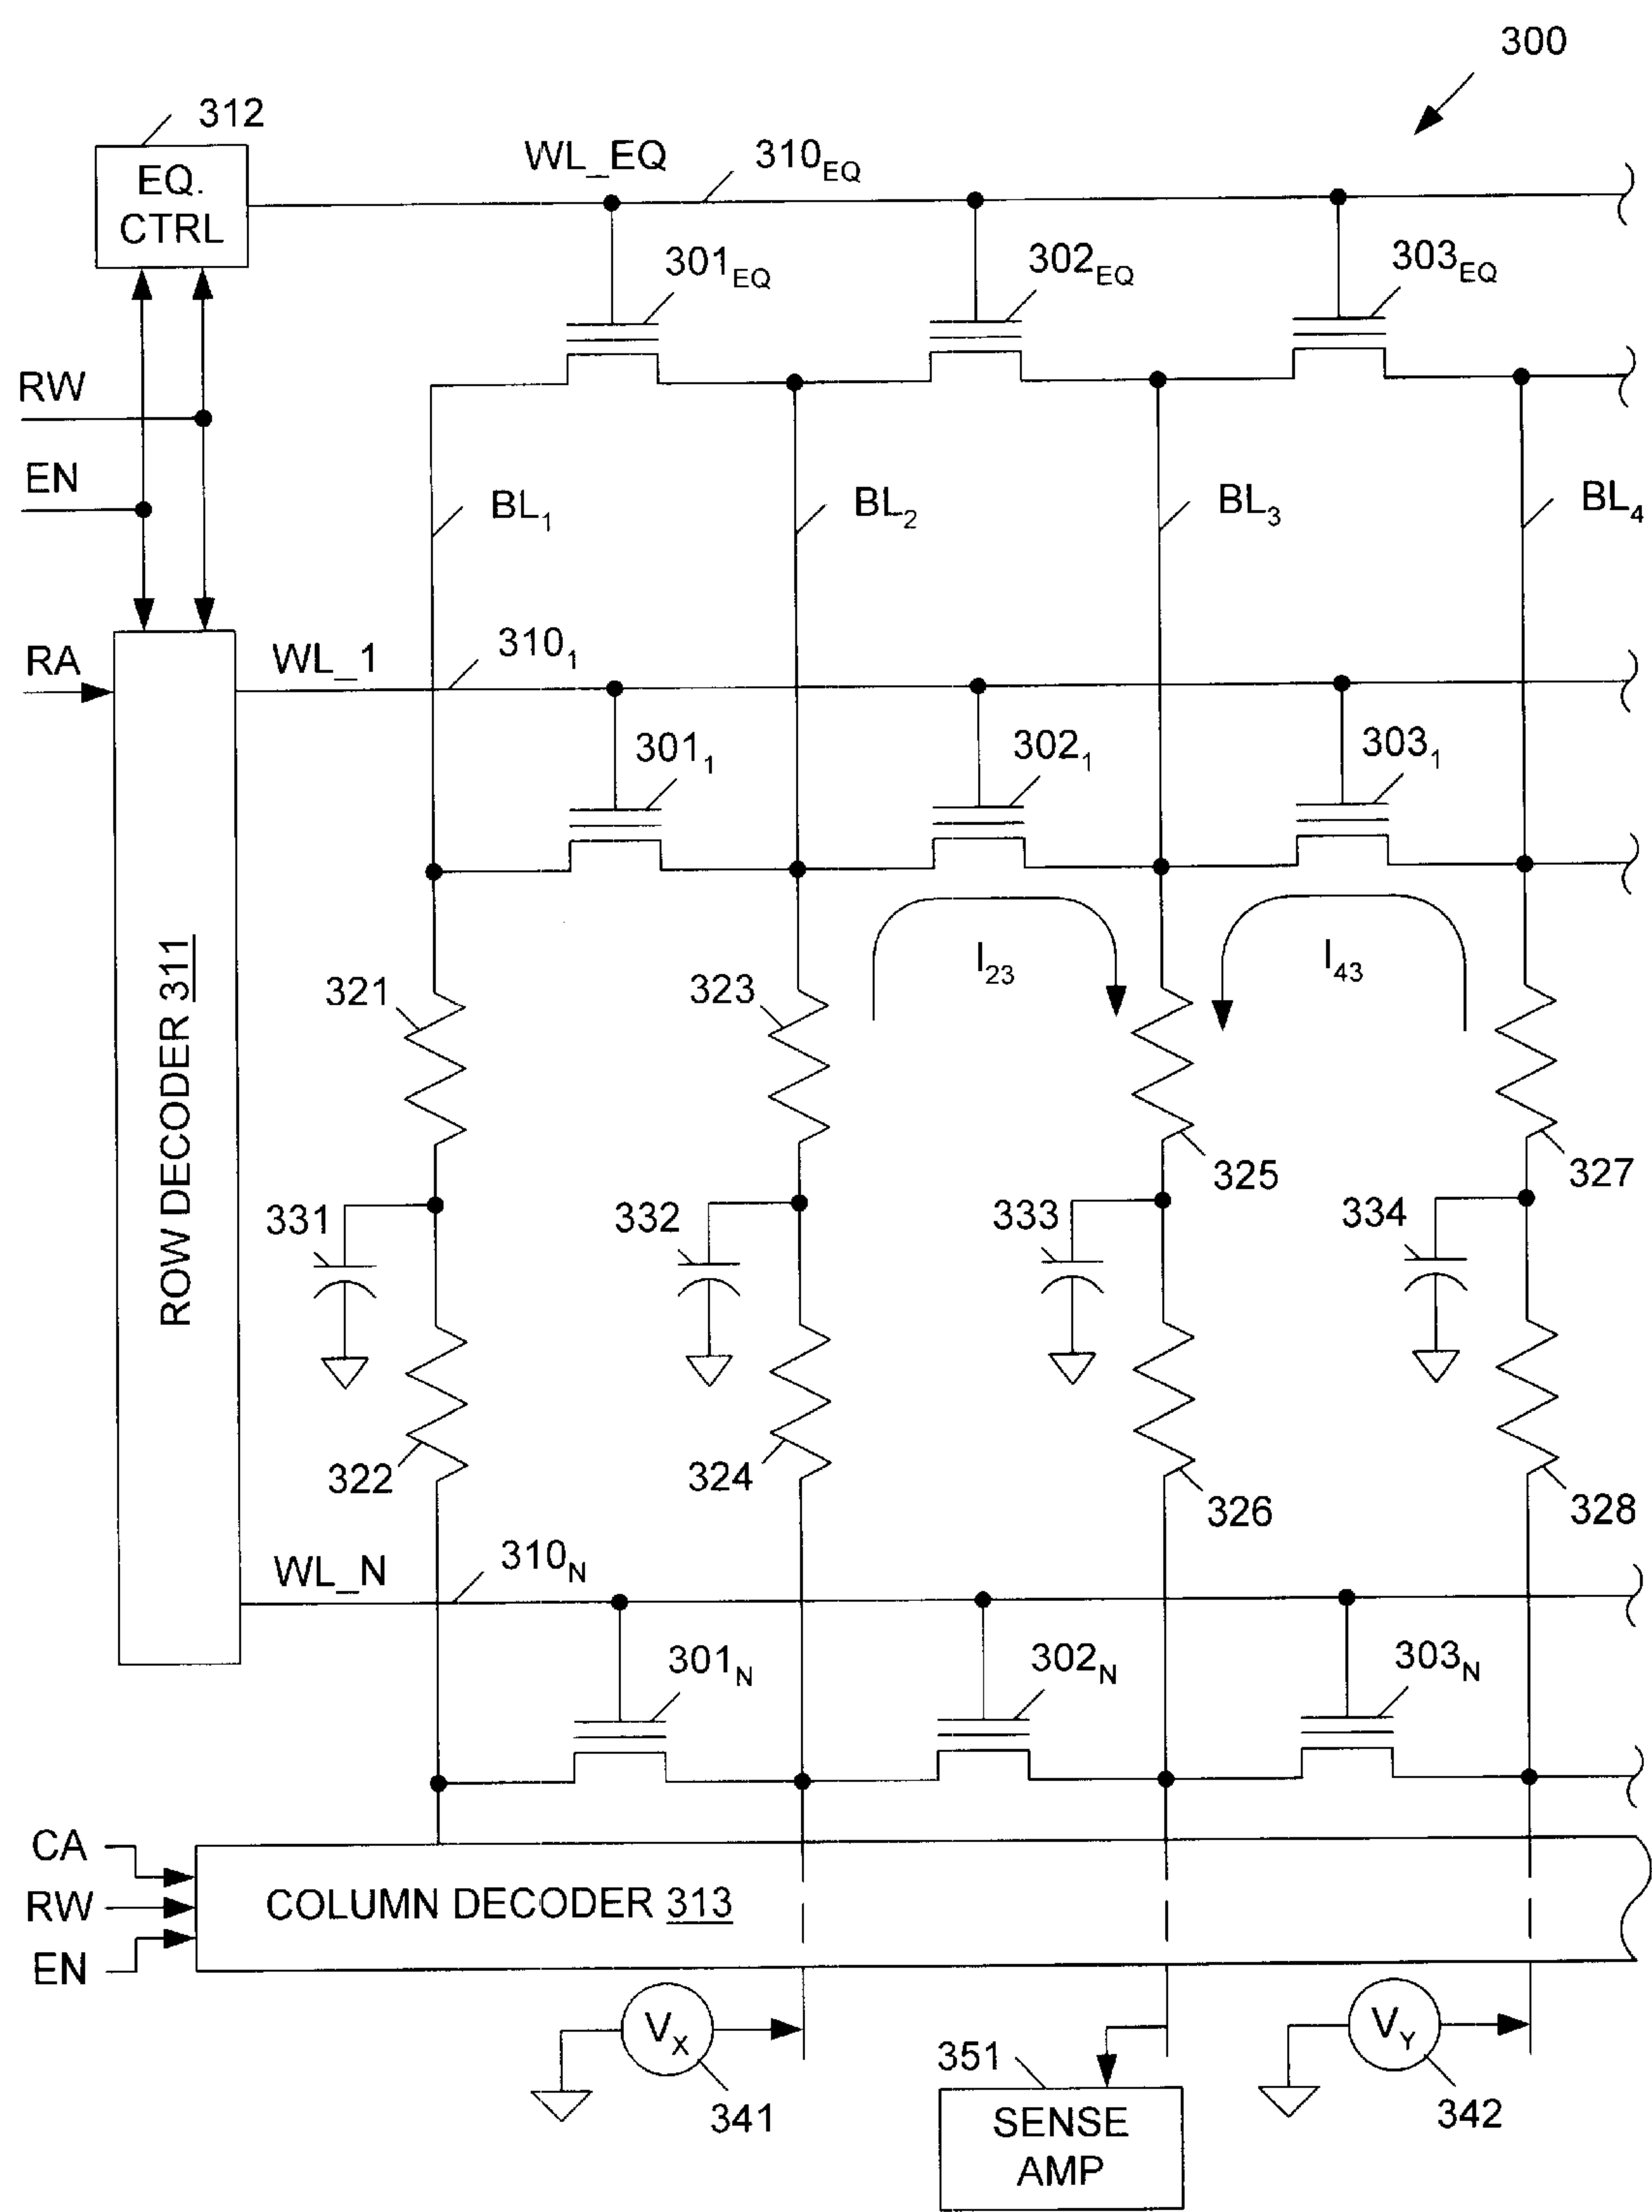 300
312
EQ.
CTRL
WL_EQ
310EQ
301EQ
302EQ
303EQ
RW
EN
BL1
BL2
BL3
BL4
RA
WL_1
3101
3011
3021
3031
ROW DECODER 311
I23
I43
321
323
325
327
331
332
333
334
322
324
326
328
WL_N
310N
301N
302N
303N
CA
RW
EN
COLUMN DECODER 313
VX
341
351
SENSE
AMP
VY
342